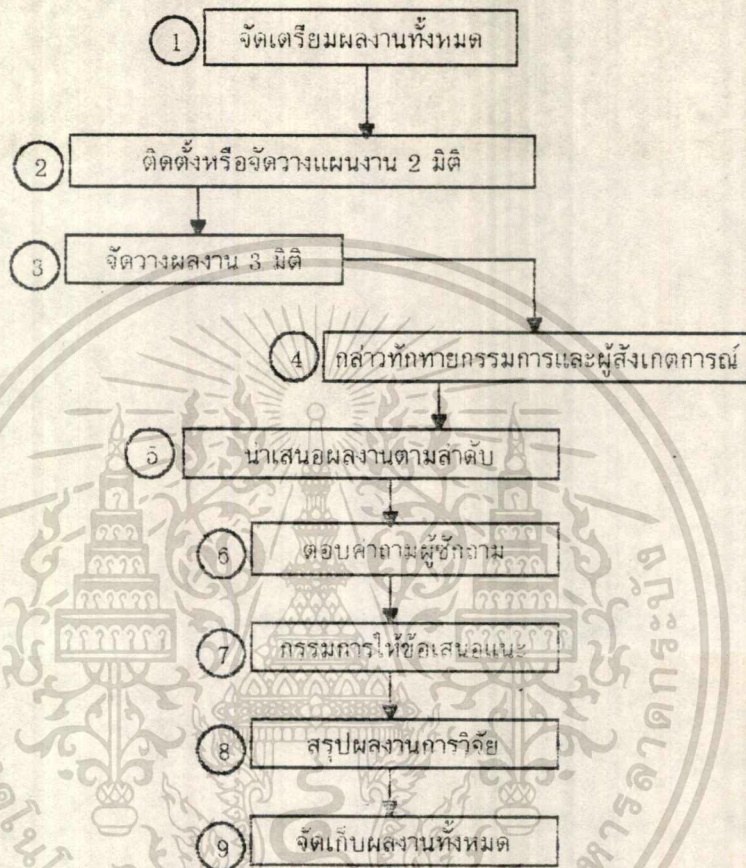 1 จัดเตรียมผลงานทั้งหมด
2 ติดตั้งหรือจัดวางแผนงาน 2 มิติ
3 จัดวางผลงาน 3 มิติ
4 กล่าวทักทายกรรมการและผู้สังเกตการณ์
5 นำเสนอผลงานตามลำดับ
6 ตอบคำถามผู้ซักถาม
7 กรรมการให้ข้อเสนอแนะ
8 สรุปผลงานการวิจัย
9 จัดเก็บผลงานทั้งหมด